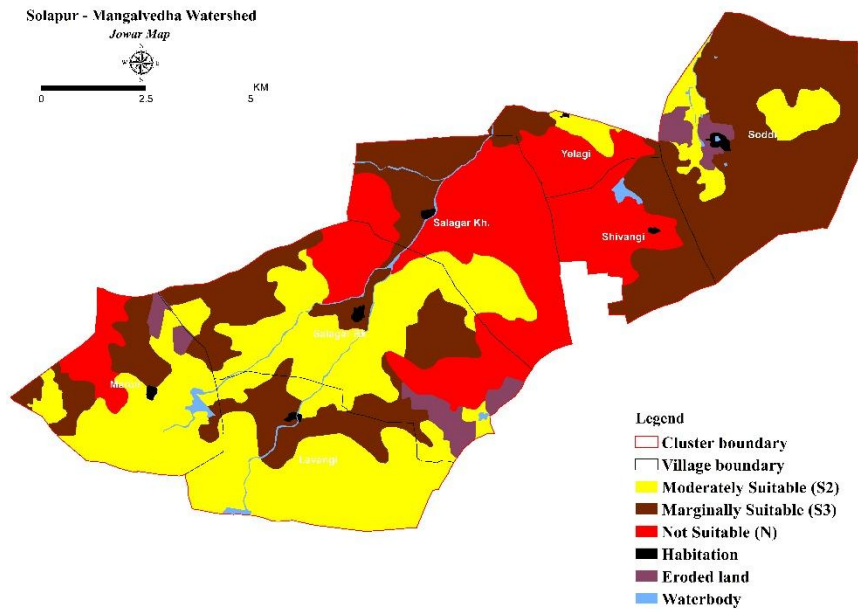 Solapur - Mangalvedha Watershed
Jowar Map
N
W
E
S
0
2.5
5
KM
Soddi
Yelagi
Salagar Kh.
Shivangi
Salagar
Lavangi
Legend
Cluster boundary
Village boundary
Moderately Suitable (S2)
Marginally Suitable (S3)
Not Suitable (N)
Habitation
Eroded land
Waterbody